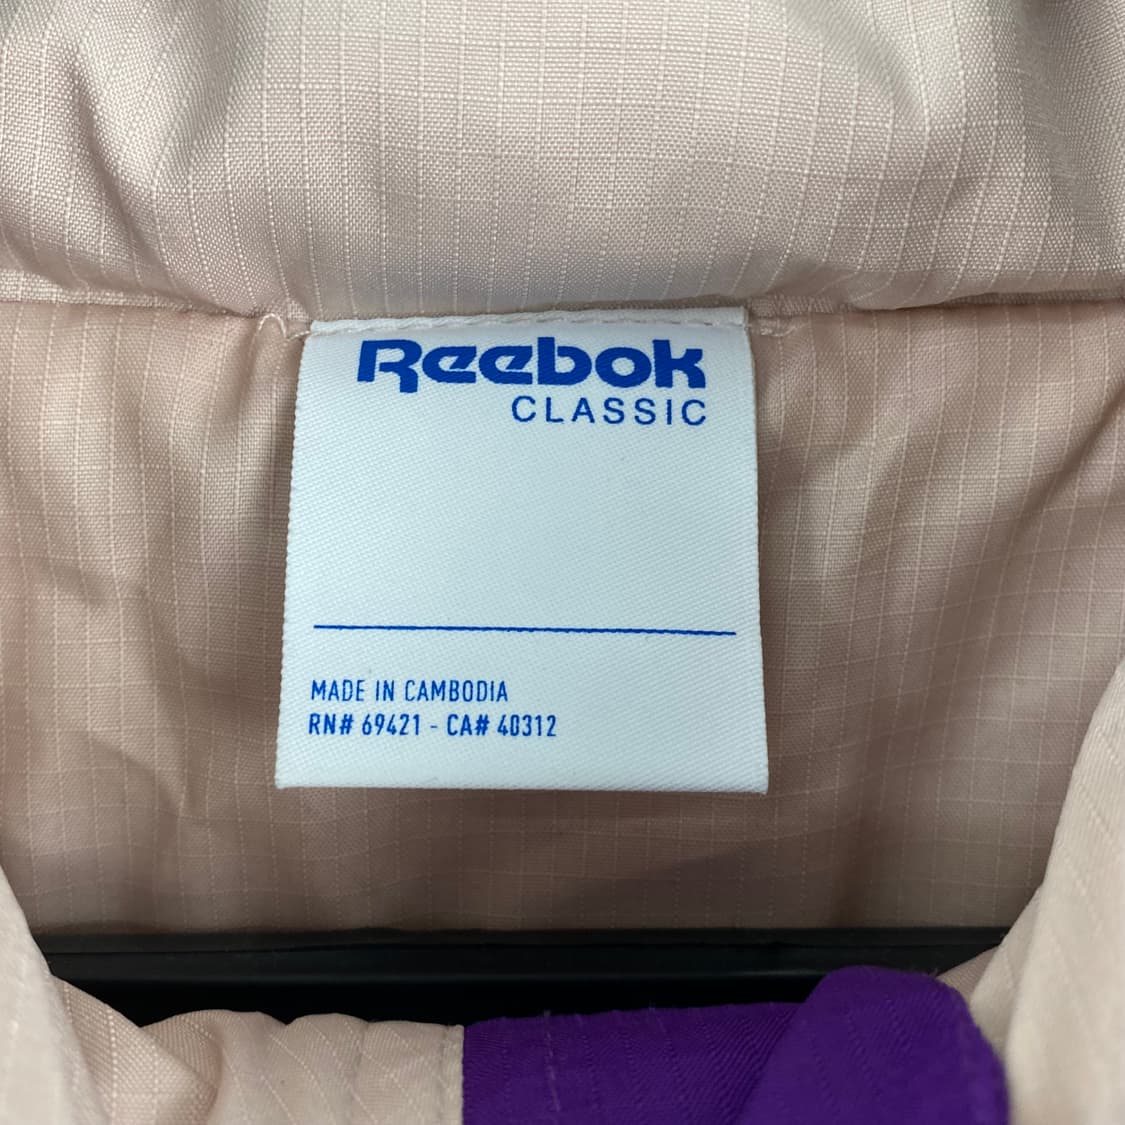 Reebok
CLASSIC
MADE IN CAMBODIA
RN# 69421 - CA# 40312